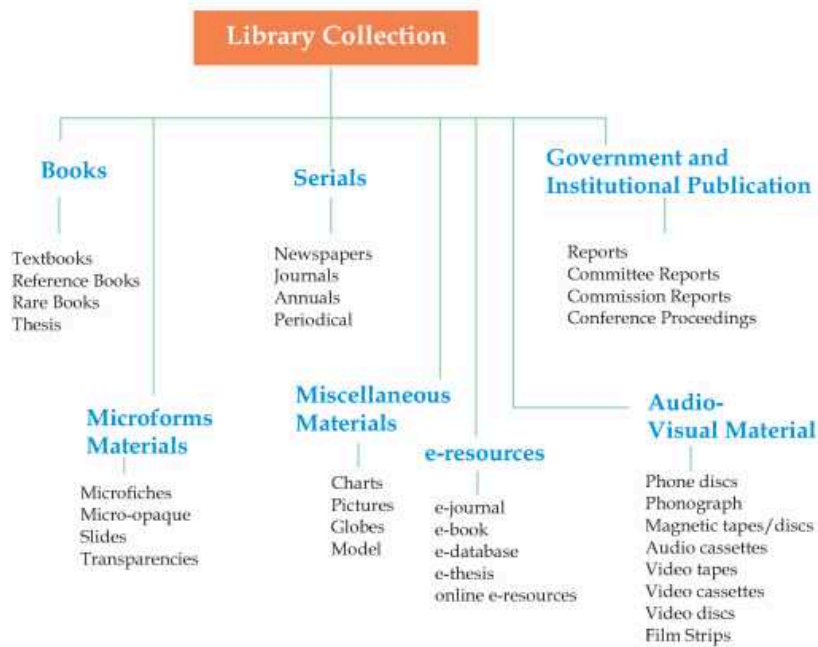 Library Collection
Books
Textbooks
Reference Books
Rare Books
Thesis
Serials
Newspapers
Journals
Annuals
Periodical
Government and
Institutional Publication
Reports
Committee Reports
Commission Reports
Conference Proceedings
Microforms
Materials
Microfiches
Micro-opaque
Slides
Transparencies
Miscellaneous
Materials
Charts
Pictures
Globes
Model
e-resources
e-journal
e-book
e-database
e-thesis
online e-resources
Audio-
Visual Material
Phone discs
Phonograph
Magnetic tapes/discs
Audio cassettes
Video tapes
Video cassettes
Video discs
Film Strips